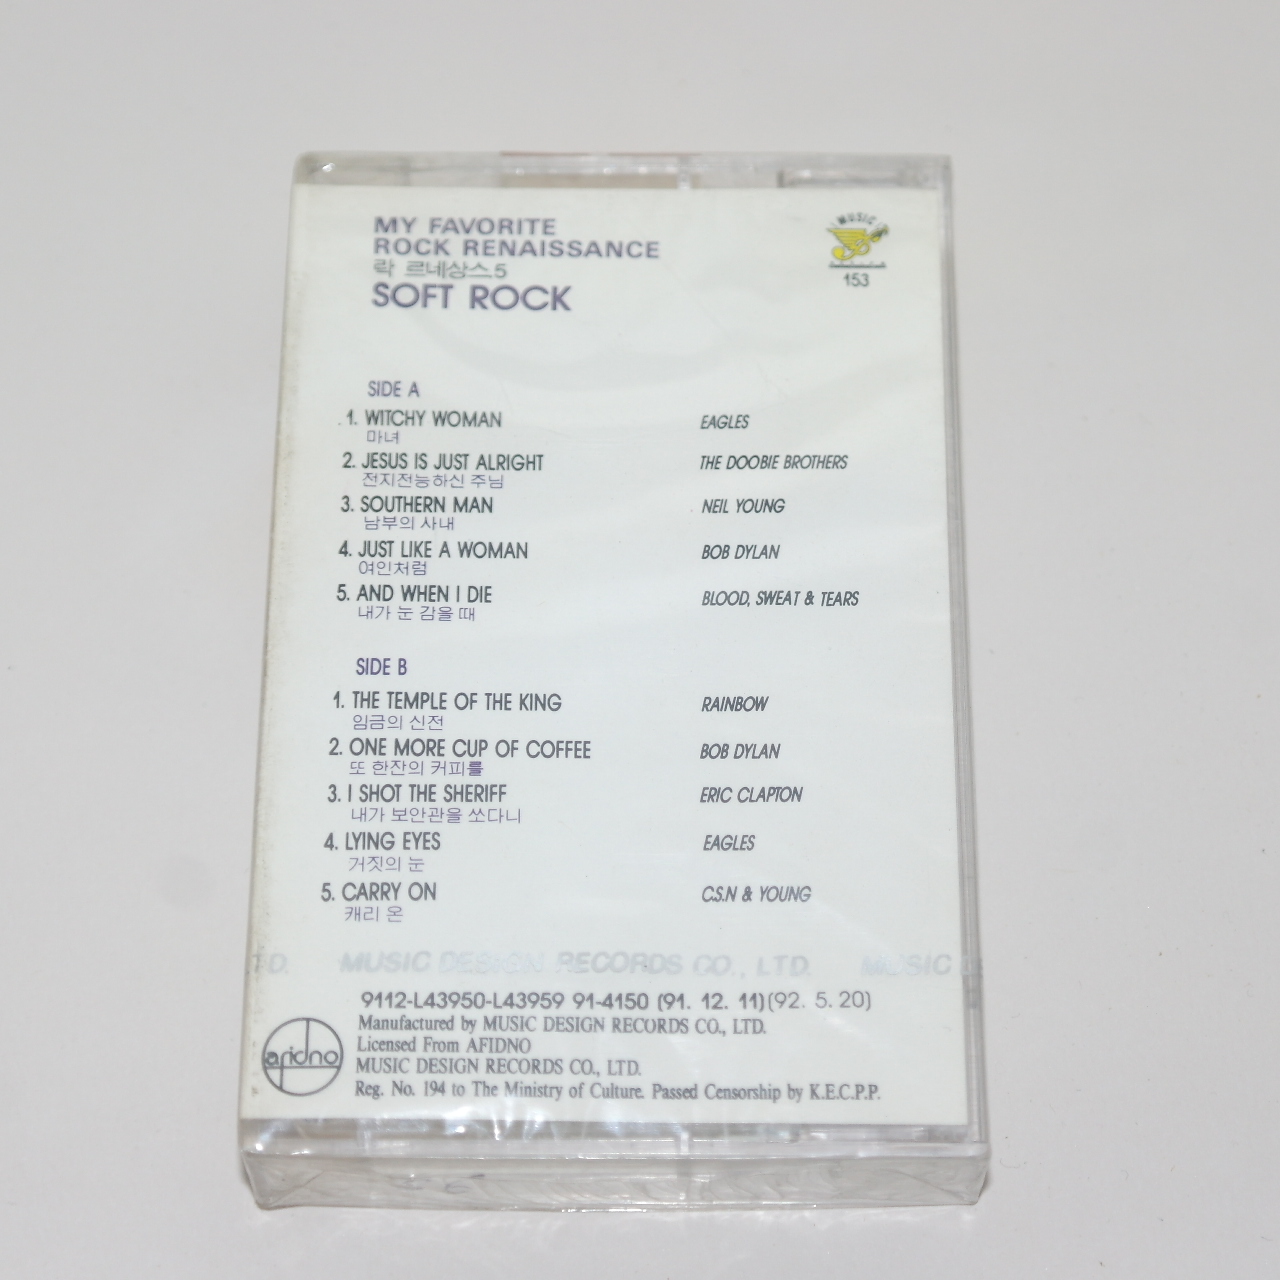 MY FAVORITE
ROCK RENAISSANCE
락 르네상스5
SOFT ROCK
MUSIC
153
SIDE A
1. WITCHY WOMAN EAGLES
마녀
2. JESUS IS JUST ALRIGHT THE DOOBIE BROTHERS
전지전능하신 주님
3. SOUTHERN MAN NEIL YOUNG
남부의 사내
4. JUST LIKE A WOMAN BOB DYLAN
여인처럼
5. AND WHEN I DIE BLOOD, SWEAT & TEARS
내가 눈 감을 때
SIDE B
1. THE TEMPLE OF THE KING RAINBOW
임금의 신전
2. ONE MORE CUP OF COFFEE BOB DYLAN
또 한잔의 커피를
3. I SHOT THE SHERIFF ERIC CLAPTON
내가 보안관을 쏘다니
4. LYING EYES EAGLES
거짓의 눈
5. CARRY ON C.S.N & YOUNG
캐리 온
TD. MUSIC DESIGN RECORDS CO., LTD. MUSIC D
9112-L43950-L43959 91-4150 (91. 12. 11)(92. 5. 20)
Manufactured by MUSIC DESIGN RECORDS CO., LTD.
Licensed From AFIDNO
MUSIC DESIGN RECORDS CO., LTD.
Reg. No. 194 to The Ministry of Culture. Passed Censorship by K.E.C.P.P.
afidno